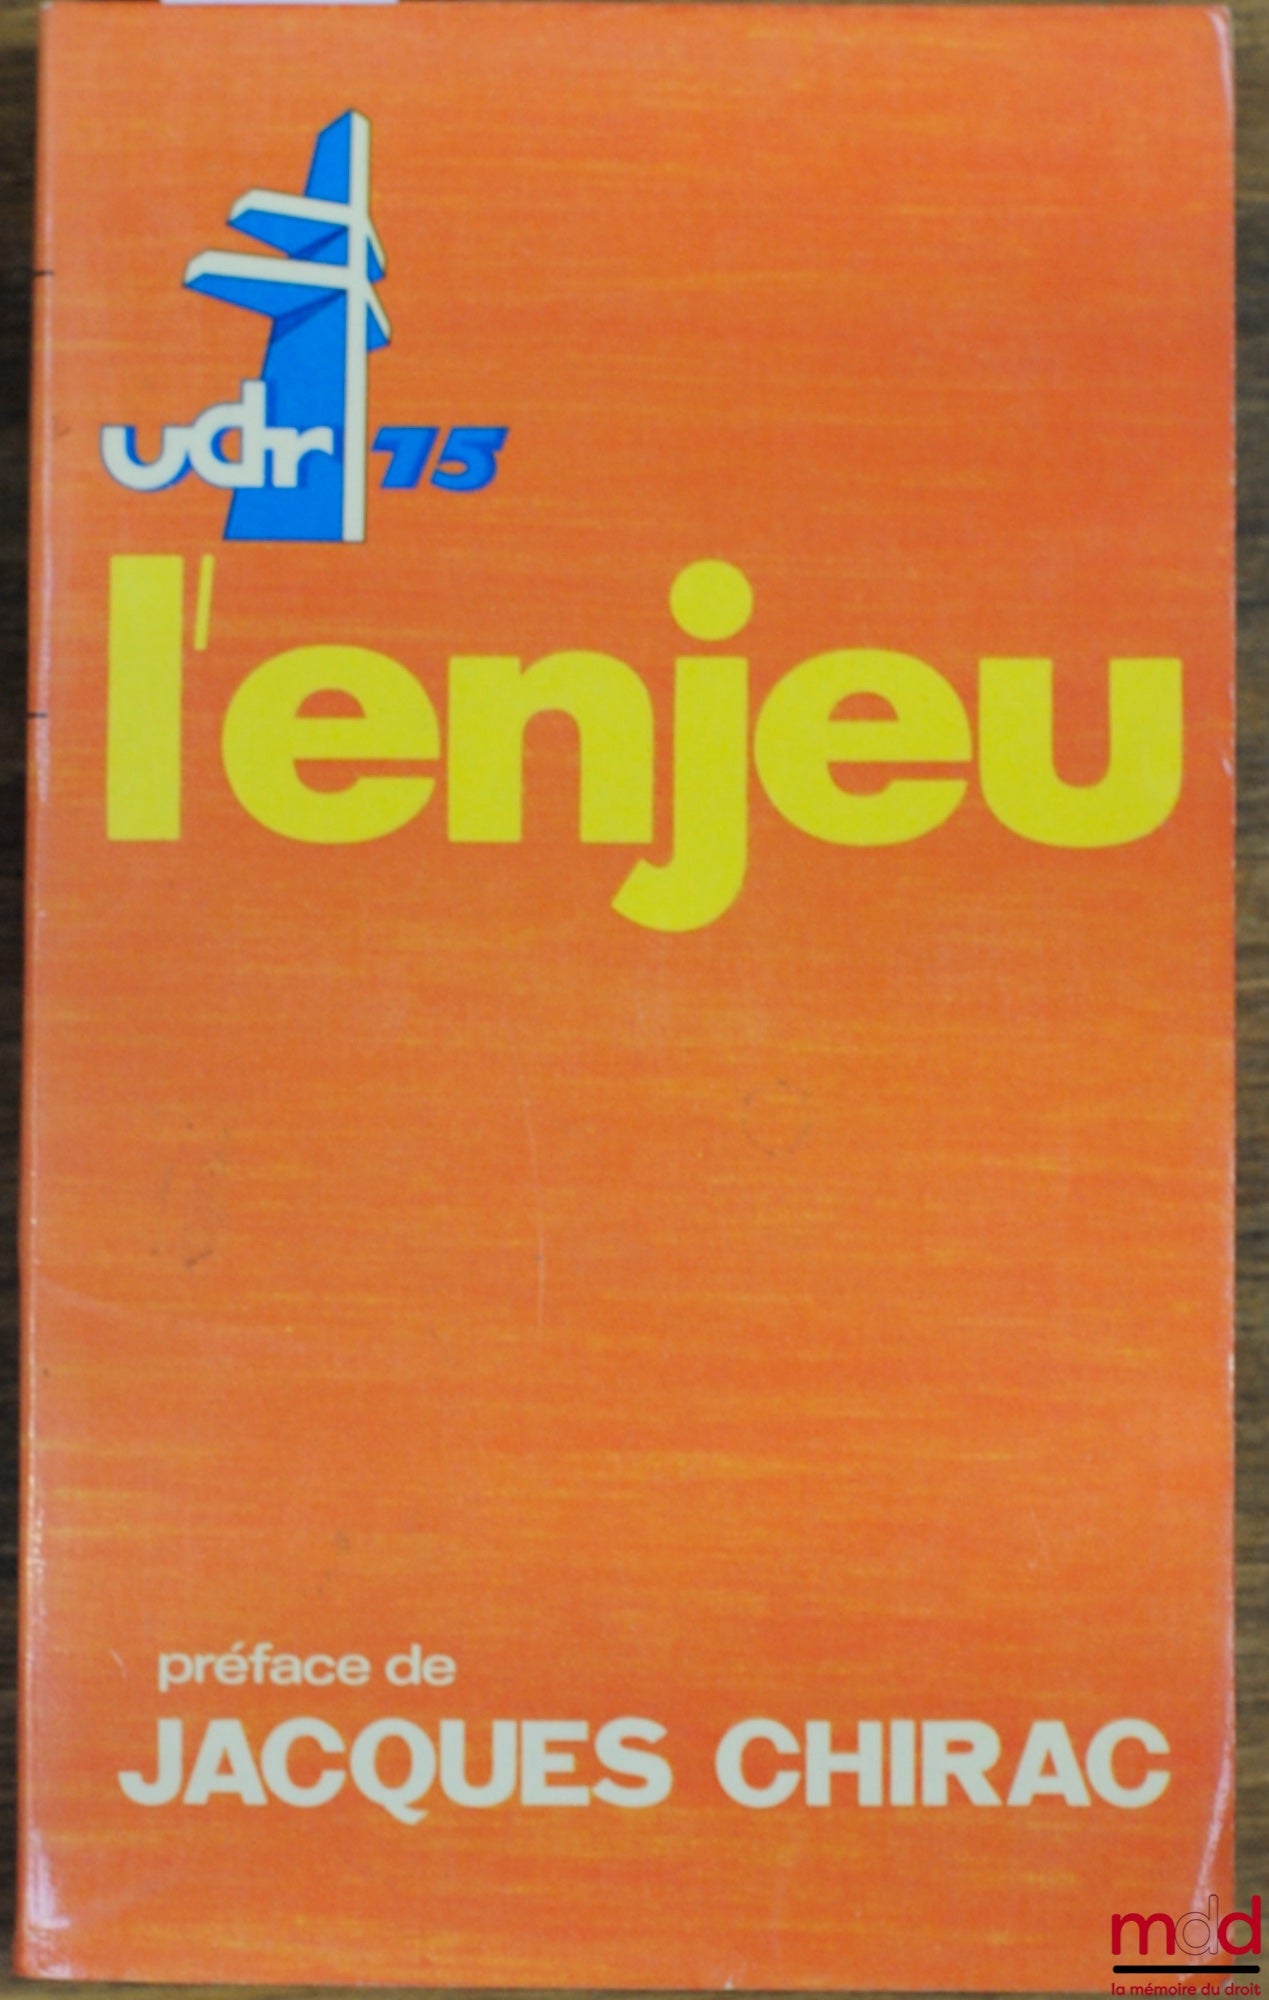 udr 75
l'enjeu
préface de
JACQUES CHIRAC
mdd
la mémoire du droit